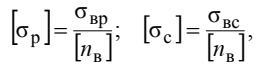 [σр] = σвр / [nв]; [σс] = σвс / [nв],